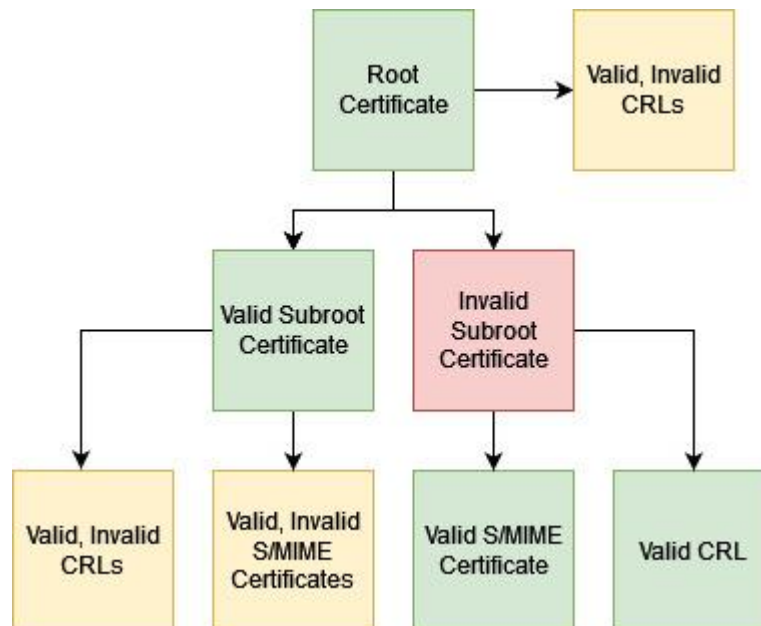 Root
Certificate
Valid, Invalid
CRLs
Valid Subroot
Certificate
Invalid
Subroot
Certificate
Valid, Invalid
CRLs
Valid, Invalid
S/MIME
Certificates
Valid S/MIME
Certificate
Valid CRL